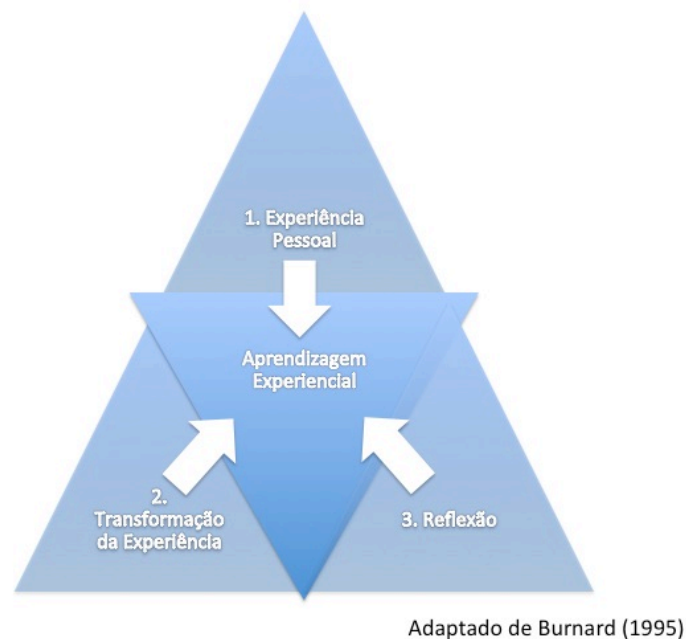 1. Experiência
Pessoal
Aprendizagem
Experiencial
2.
Transformação
da Experiência
3. Reflexão
Adaptado de Burnard (1995)